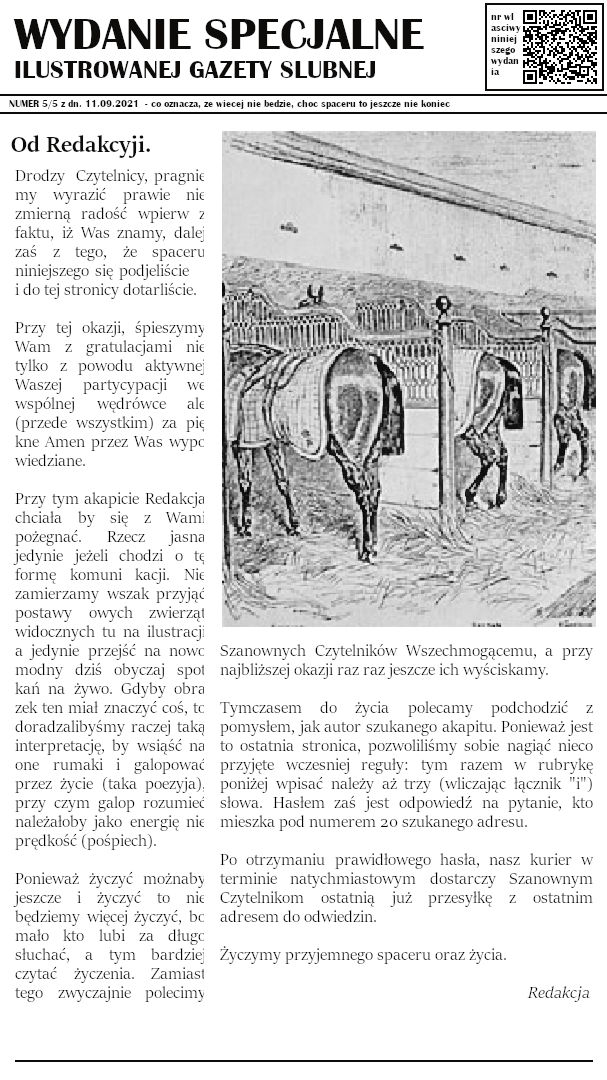 WYDANIE SPECJALNE
ILUSTROWANEJ GAZETY SLUBNEJ
nr wl
asciwy
niniej
szego
wydan
ia
NUMER 5/5 z dn. 11.09.2021 - co oznacza, ze wiecej nie bedzie, choc spaceru to jeszcze nie koniec
Od Redakcyji.
Drodzy Czytelnicy, pragnie
my wyrazić prawie nie
zmierną radość wpierw z
faktu, iż Was znamy, dalej
zaś z tego, że spaceru
niniejszego się podjeliście
i do tej stronicy dotarliście.
Przy tej okazji, śpieszymy
Wam z gratulacjami nie
tylko z powodu aktywnej
Waszej partycypacji we
wspólnej wędrówce ale
(przede wszystkim) za pię
kne Amen przez Was wypo
wiedziane.
Przy tym akapicie Redakcja
chciała by się z Wami
pożegnać. Rzecz jasna
jedynie jeżeli chodzi o tę
formę komuni kacji. Nie
zamierzamy wszak przyjąć
postawy owych zwierząt
widocznych tu na ilustracji
a jedynie przejść na nowo
modny dziś obyczaj spot
kań na żywo. Gdyby obra
zek ten miał znaczyć coś, to
doradzalibyśmy raczej taką
interpretację, by wsiąść na
one rumaki i galopować
przez życie (taka poezyja),
przy czym galop rozumieć
należałoby jako energię nie
prędkość (pośpiech).
Ponieważ życzyć możnaby
jeszcze i życzyć to nie
będziemy więcej życzyć, bo
mało kto lubi za długo
słuchać, a tym bardziej
czytać życzenia. Zamiast
tego zwyczajnie polecimy
Szanownych Czytelników Wszechmogącemu, a przy
najbliższej okazji raz raz jeszcze ich wyściskamy.
Tymczasem do życia polecamy podchodzić z
pomysłem, jak autor szukanego akapitu. Ponieważ jest
to ostatnia stronica, pozwoliliśmy sobie nagiąć nieco
przyjęte wczesniej reguły: tym razem w rubrykę
poniżej wpisać należy aż trzy (wliczając łącznik "i")
słowa. Hasłem zaś jest odpowiedź na pytanie, kto
mieszka pod numerem 20 szukanego adresu.
Po otrzymaniu prawidłowego hasła, nasz kurier w
terminie natychmiastowym dostarczy Szanownym
Czytelnikom ostatnią już przesyłkę z ostatnim
adresem do odwiedzin.
Życzymy przyjemnego spaceru oraz życia.
Redakcja